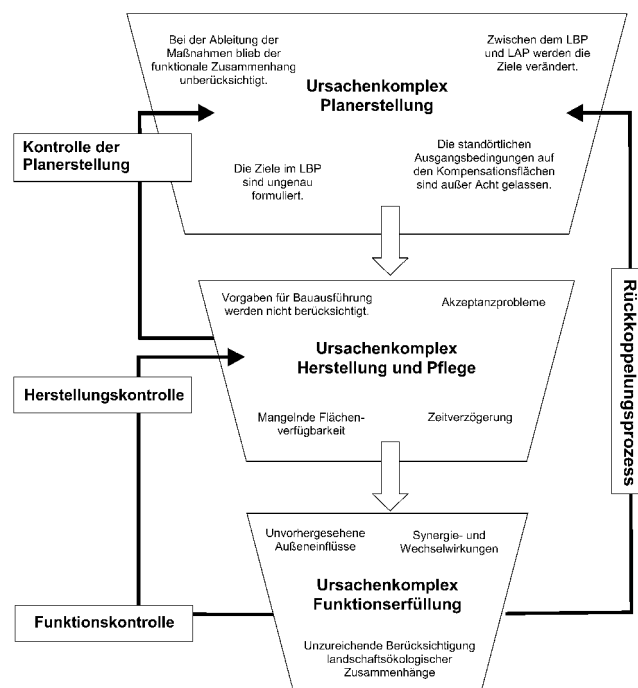 Bei der Ableitung der
Maßnahmen blieb der
funktionale Zusammenhang
unberücksichtigt.
Zwischen dem LBP
und LAP werden die
Ziele verändert.
Ursachenkomplex
Planerstellung
Kontrolle der
Planerstellung
Die Ziele im LBP
sind ungenau
formuliert.
Die standörtlichen
Ausgangsbedingungen auf
den Kompensationsflächen
sind außer Acht gelassen.
Vorgaben für Bauausführung
werden nicht berücksichtigt.
Akzeptanzprobleme
Ursachenkomplex
Herstellung und Pflege
Herstellungskontrolle
Mangelnde Flächen-
verfügbarkeit
Zeitverzögerung
Rückkoppelungsprozess
Unvorhergesehene
Außeneinflüsse
Synergie- und
Wechselwirkungen
Ursachenkomplex
Funktionserfüllung
Funktionskontrolle
Unzureichende Berücksichtigung
landschaftsökologischer
Zusammenhänge